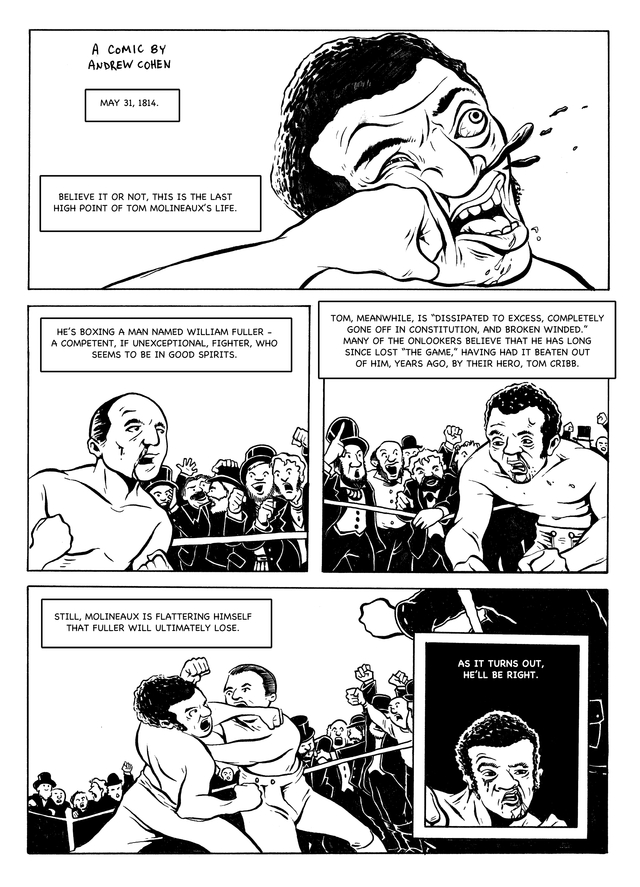 A COMIC BY
ANDREW COHEN
MAY 31, 1814.
BELIEVE IT OR NOT, THIS IS THE LAST
HIGH POINT OF TOM MOLINEAUX'S LIFE.
HE'S BOXING A MAN NAMED WILLIAM FULLER –
A COMPETENT, IF UNEXCEPTIONAL, FIGHTER, WHO
SEEMS TO BE IN GOOD SPIRITS.
TOM, MEANWHILE, IS "DISSIPATED TO EXCESS, COMPLETELY
GONE OFF IN CONSTITUTION, AND BROKEN WINDED."
MANY OF THE ONLOOKERS BELIEVE THAT HE HAS LONG
SINCE LOST "THE GAME," HAVING HAD IT BEATEN OUT
OF HIM, YEARS AGO, BY THEIR HERO, TOM CRIBB.
STILL, MOLINEAUX IS FLATTERING HIMSELF
THAT FULLER WILL ULTIMATELY LOSE.
AS IT TURNS OUT,
HE'LL BE RIGHT.